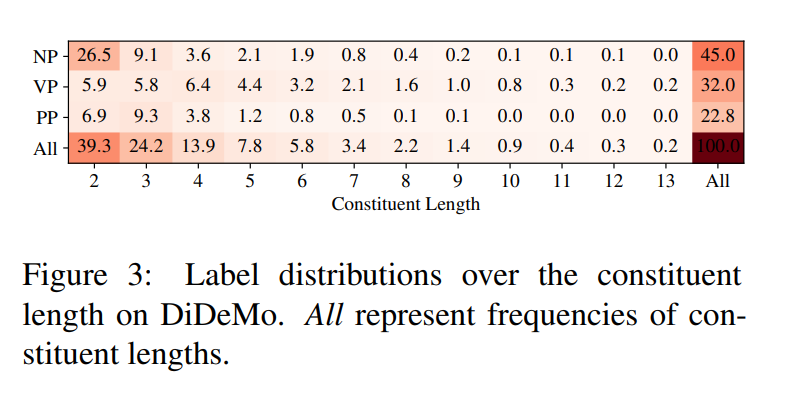 NP 26.5 9.1 3.6 2.1 1.9 0.8 0.4 0.2 0.1 0.1 0.1 0.0 45.0
VP 5.9 5.8 6.4 4.4 3.2 2.1 1.6 1.0 0.8 0.3 0.2 0.2 32.0
PP 6.9 9.3 3.8 1.2 0.8 0.5 0.1 0.1 0.0 0.0 0.0 0.0 22.8
All 39.3 24.2 13.9 7.8 5.8 3.4 2.2 1.4 0.9 0.4 0.3 0.2 100.0
2 3 4 5 6 7 8 9 10 11 12 13 All
Constituent Length
Figure 3: Label distributions over the constituent
length on DiDeMo. All represent frequencies of con-
stituent lengths.